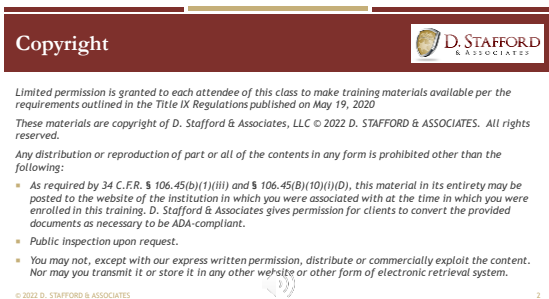 Copyright
D. STAFFORD
& ASSOCIATES
Limited permission is granted to each attendee of this class to make training materials available per the
requirements outlined in the Title IX Regulations published on May 19, 2020
These materials are copyright of D. Stafford & Associates, LLC © 2022 D. STAFFORD & ASSOCIATES. All rights
reserved.
Any distribution or reproduction of part or all of the contents in any form is prohibited other than the
following:
As required by 34 C.F.R. § 106.45(b)(1)(iii) and § 106.45(B)(10)(i)(D), this material in its entirety may be
posted to the website of the institution in which you were associated with at the time in which you were
enrolled in this training. D. Stafford & Associates gives permission for clients to convert the provided
documents as necessary to be ADA-compliant.
Public inspection upon request.
You may not, except with our express written permission, distribute or commercially exploit the content.
Nor may you transmit it or store it in any other website or other form of electronic retrieval system.
© 2022 D. STAFFORD & ASSOCIATES
2